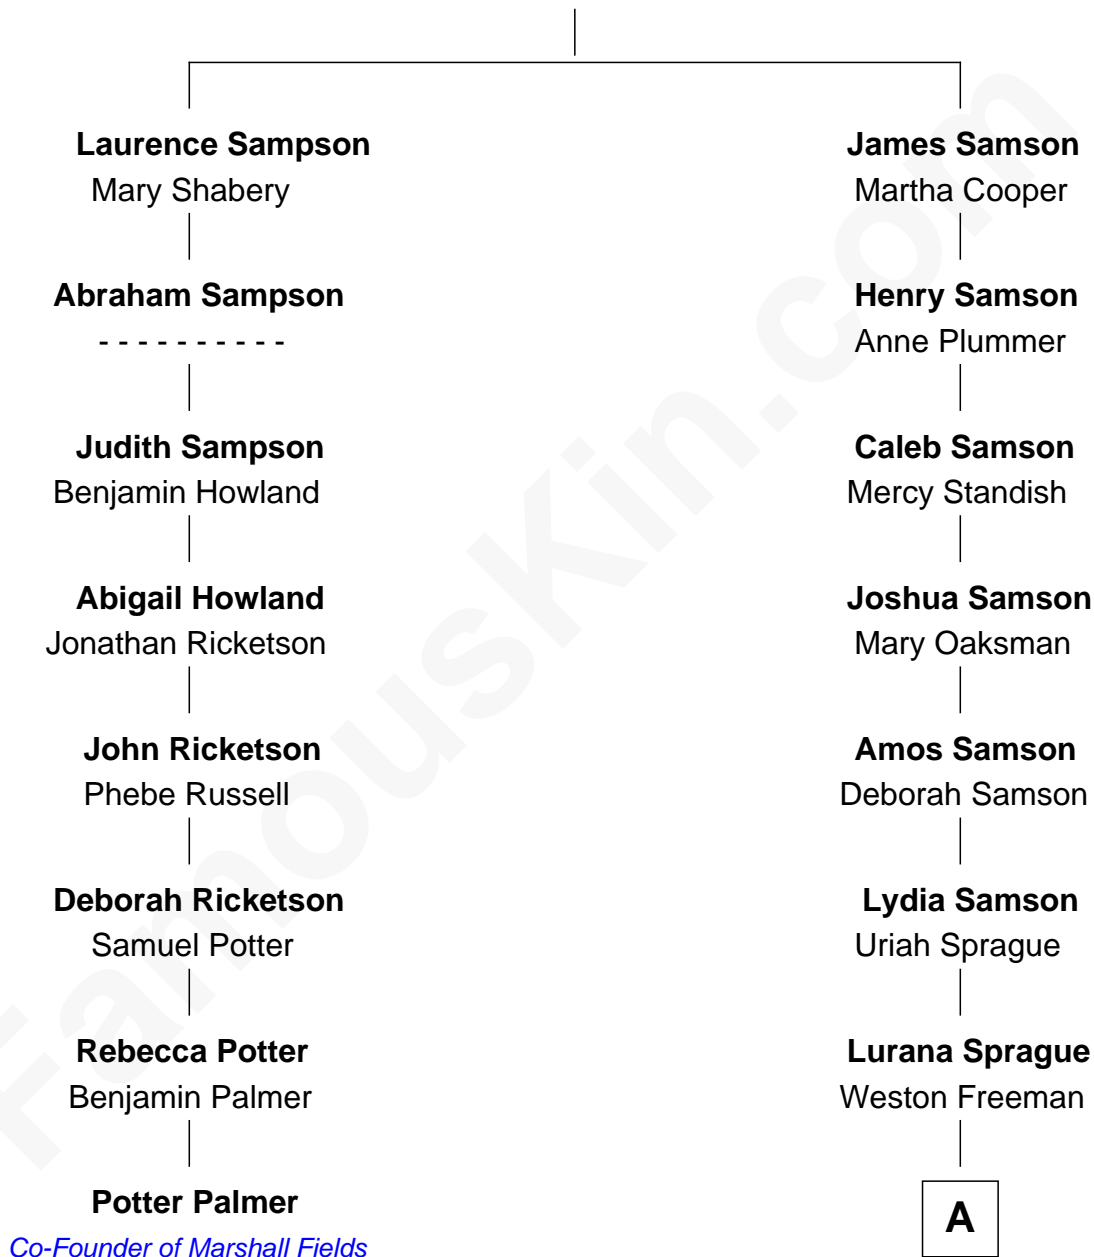 Laurence Sampson
Mary Shabery
Abraham Sampson
- - - - - - - - - -
Judith Sampson
Benjamin Howland
Abigail Howland
Jonathan Ricketson
John Ricketson
Phebe Russell
Deborah Ricketson
Samuel Potter
Rebecca Potter
Benjamin Palmer
Potter Palmer
Co-Founder of Marshall Fields
James Samson
Martha Cooper
Henry Samson
Anne Plummer
Caleb Samson
Mercy Standish
Joshua Samson
Mary Oaksman
Amos Samson
Deborah Samson
Lydia Samson
Uriah Sprague
Lurana Sprague
Weston Freeman
A
FamousKin.com